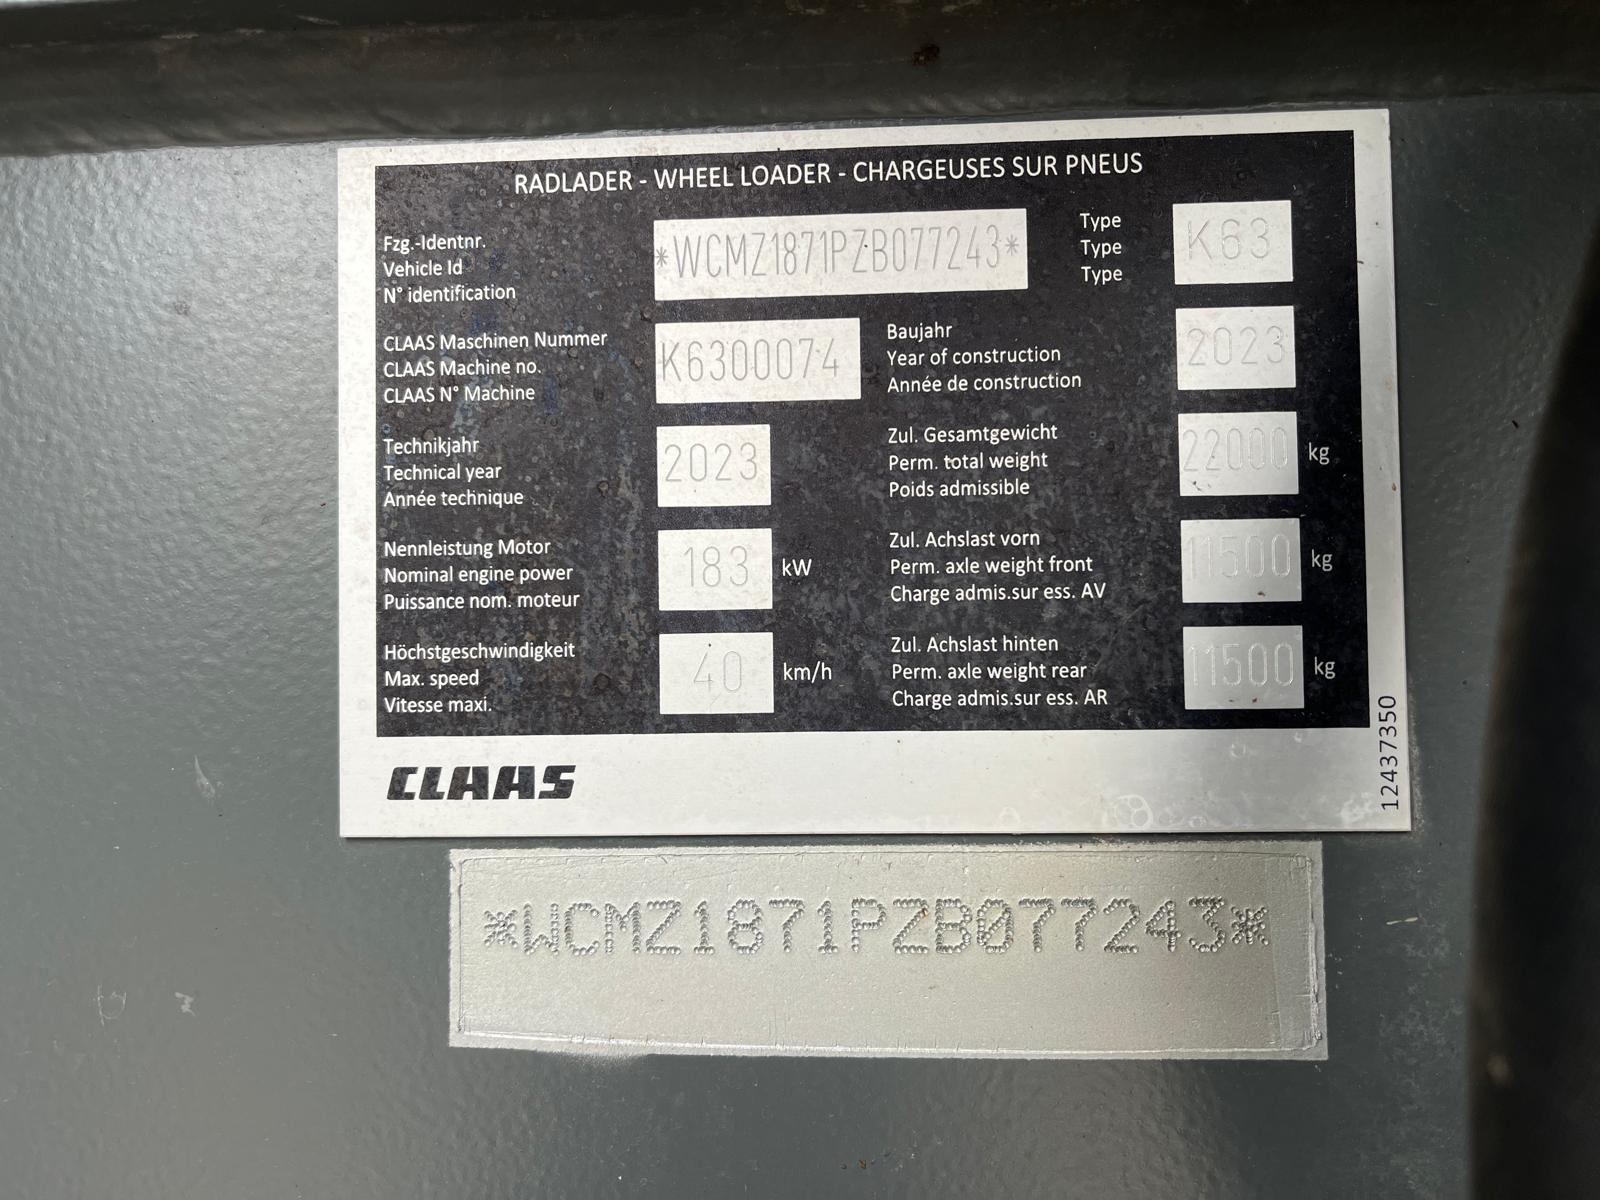 RADLADER - WHEEL LOADER - CHARGEUSES SUR PNEUS
Fzg.-Identnr.
Vehicle Id
N° identification
*WCMZ1871PZB077243*
Type
Type
Type
K63
CLAAS Maschinen Nummer
CLAAS Machine no.
CLAAS N° Machine
K6300074
Baujahr
Year of construction
Année de construction
2023
Technikjahr
Technical year
Année technique
2023
Zul. Gesamtgewicht
Perm. total weight
Poids admissible
22000 kg
Nennleistung Motor
Nominal engine power
Puissance nom. moteur
183 kW
Zul. Achslast vorn
Perm. axle weight front
Charge admis.sur ess. AV
11500 kg
Höchstgeschwindigkeit
Max. speed
Vitesse maxi.
40 km/h
Zul. Achslast hinten
Perm. axle weight rear
Charge admis.sur ess. AR
11500 kg
CLAAS
12437350
*WCMZ1871PZB077243*